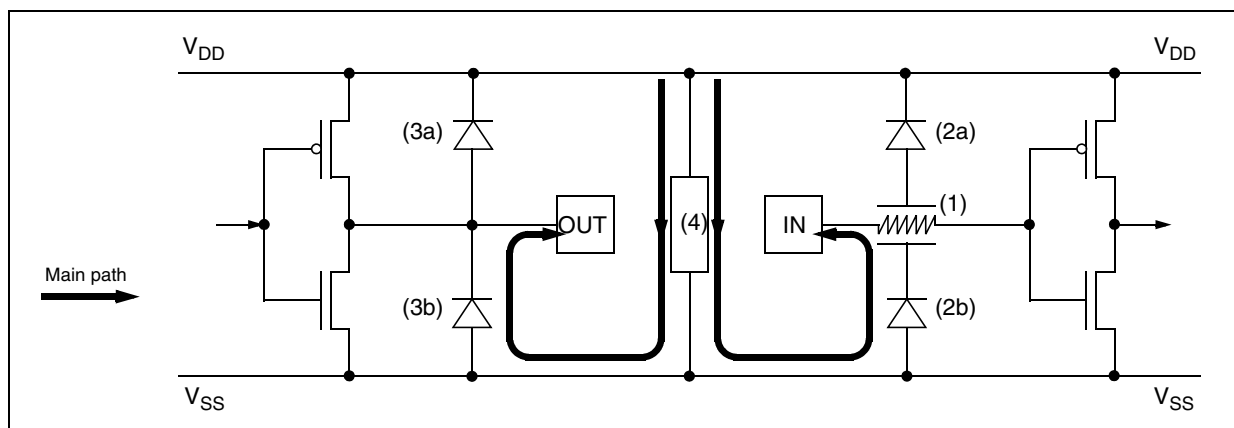 VDD
VDD
(3a)
(2a)
(1)
OUT
(4)
IN
Main path
(3b)
(2b)
VSS
VSS